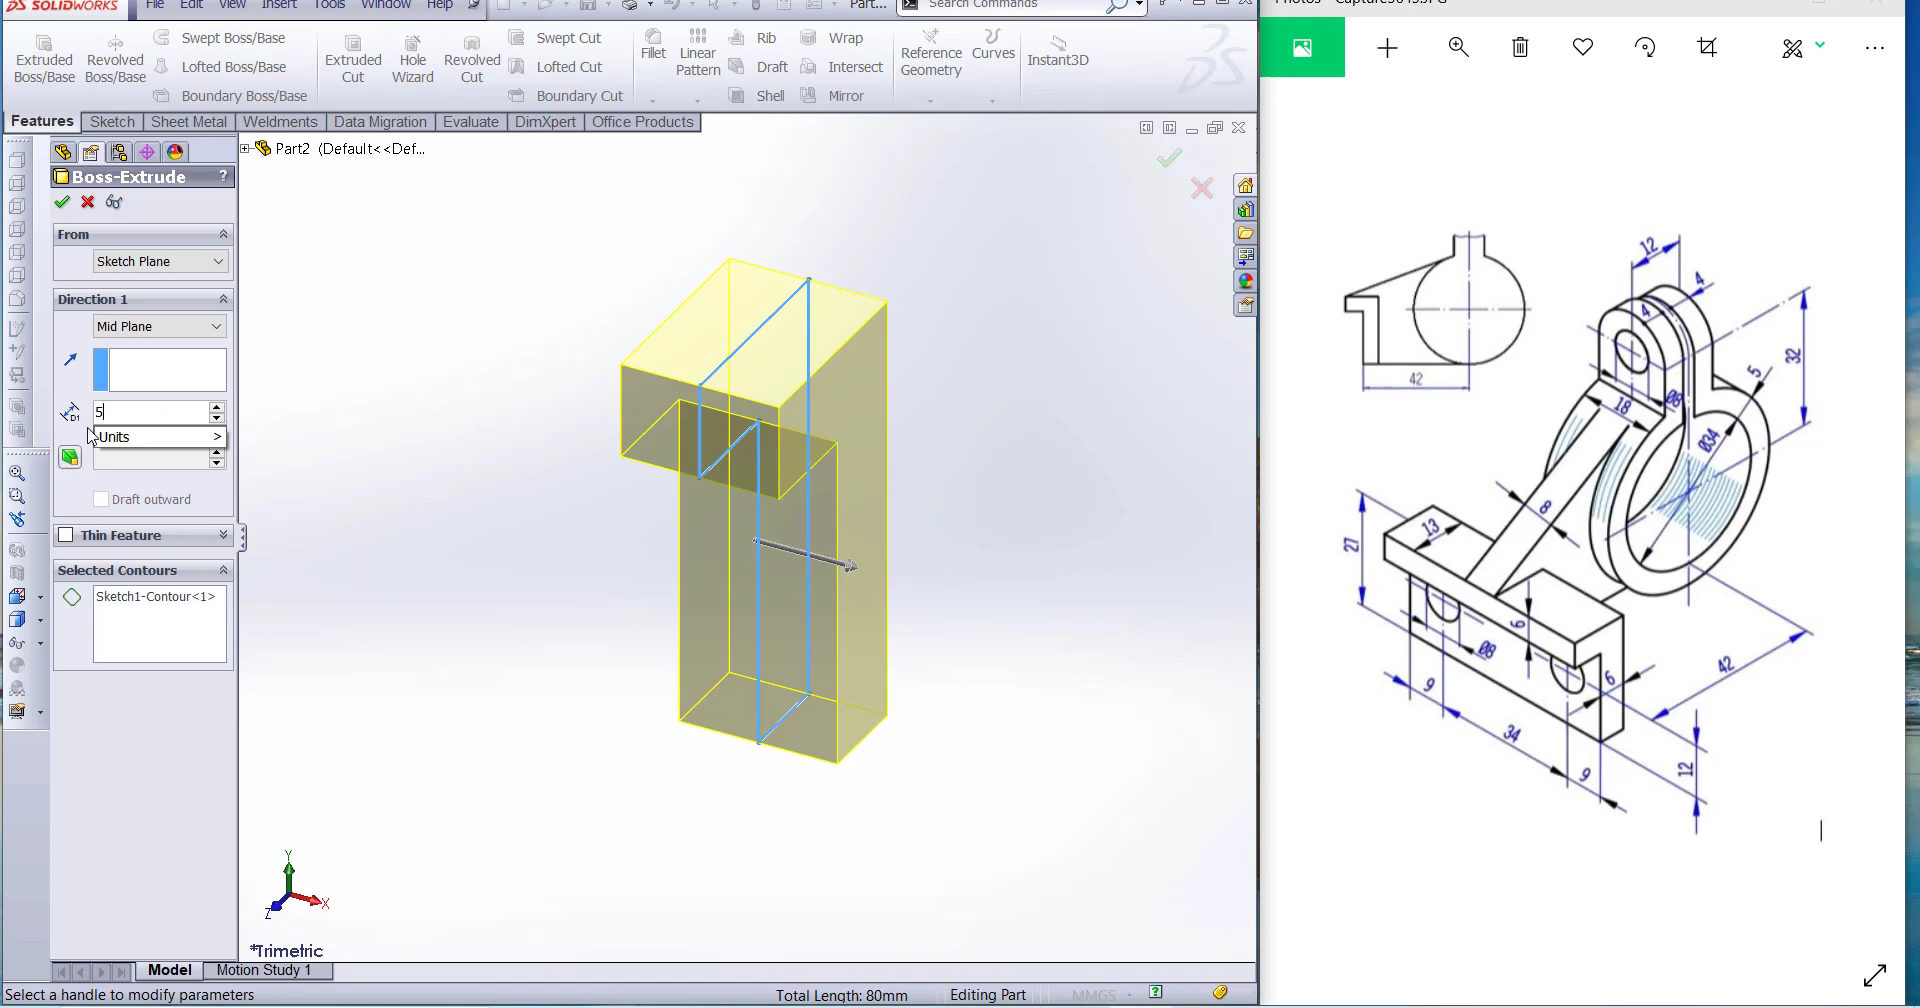 SOLIDWORKS File Edit View Insert Tools Window Help Part... Search Commands
Extruded Boss/Base
Revolved Boss/Base
Swept Boss/Base
Lofted Boss/Base
Boundary Boss/Base
Extruded Cut
Hole Wizard
Revolved Cut
Swept Cut
Lofted Cut
Boundary Cut
Fillet
Linear Pattern
Rib
Draft
Shell
Wrap
Intersect
Mirror
Reference Geometry
Curves
Instant3D
Features Sketch Sheet Metal Weldments Data Migration Evaluate DimXpert Office Products
Part2 (Default<<Def...
Boss-Extrude ?
From
Sketch Plane
Direction 1
Mid Plane
D1
5
Units >
Draft outward
Thin Feature
Selected Contours
Sketch1-Contour<1>
Y
X
Z
*Trimetric
Model Motion Study 1
Select a handle to modify parameters Total Length: 80mm Editing Part MMGS ?
42
12
4
4
32
5
Ø8
18
Ø34
8
13
27
6
Ø8
6
42
9
34
9
12